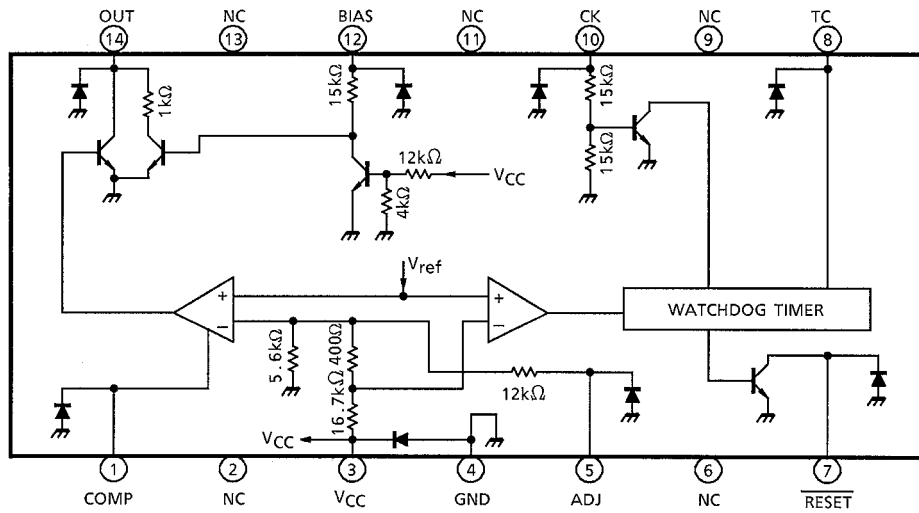 OUT NC BIAS NC CK NC TC
14 13 12 11 10 9 8
1kΩ
15kΩ
15kΩ
15kΩ
12kΩ
VCC
4kΩ
Vref
+
−
+
−
WATCHDOG TIMER
5.6kΩ
400Ω
16.7kΩ
12kΩ
VCC
1 2 3 4 5 6 7
COMP NC VCC GND ADJ NC RESET